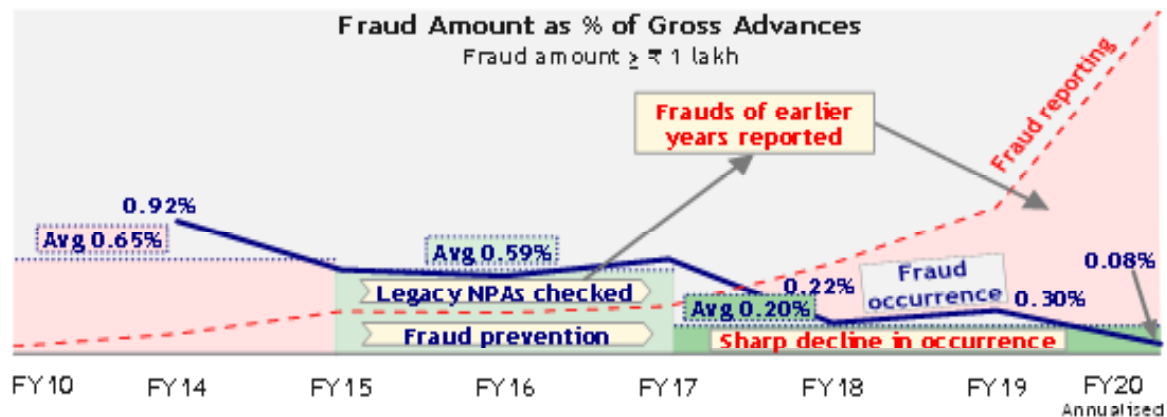 Fraud Amount as % of Gross Advances
Fraud amount ≥ ₹ 1 lakh
Frauds of earlier
years reported
Fraud reporting
0.92%
Avg 0.65%
Avg 0.59%
Legacy NPAs checked
Fraud prevention
0.22%
Avg 0.20%
Fraud
occurrence
0.30%
0.08%
Sharp decline in occurrence
FY10 FY14 FY15 FY16 FY17 FY18 FY19 FY20
Annualised